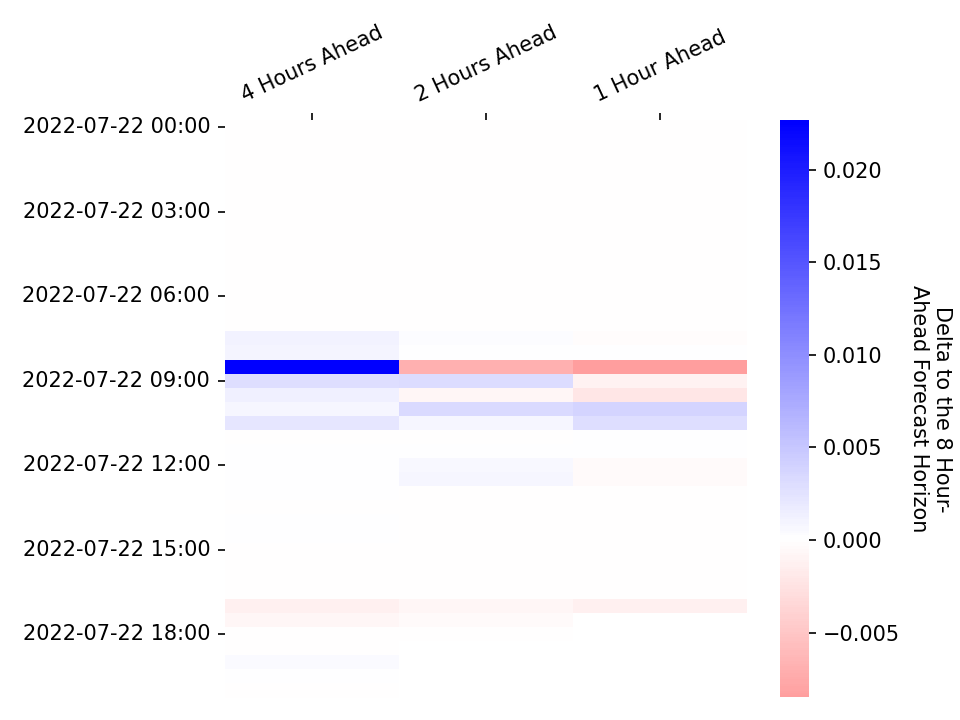 4 Hours Ahead
2 Hours Ahead
1 Hour Ahead
2022-07-22 00:00
2022-07-22 03:00
2022-07-22 06:00
2022-07-22 09:00
2022-07-22 12:00
2022-07-22 15:00
2022-07-22 18:00
0.020
0.015
0.010
0.005
0.000
−0.005
Delta to the 8 Hour-
Ahead Forecast Horizon